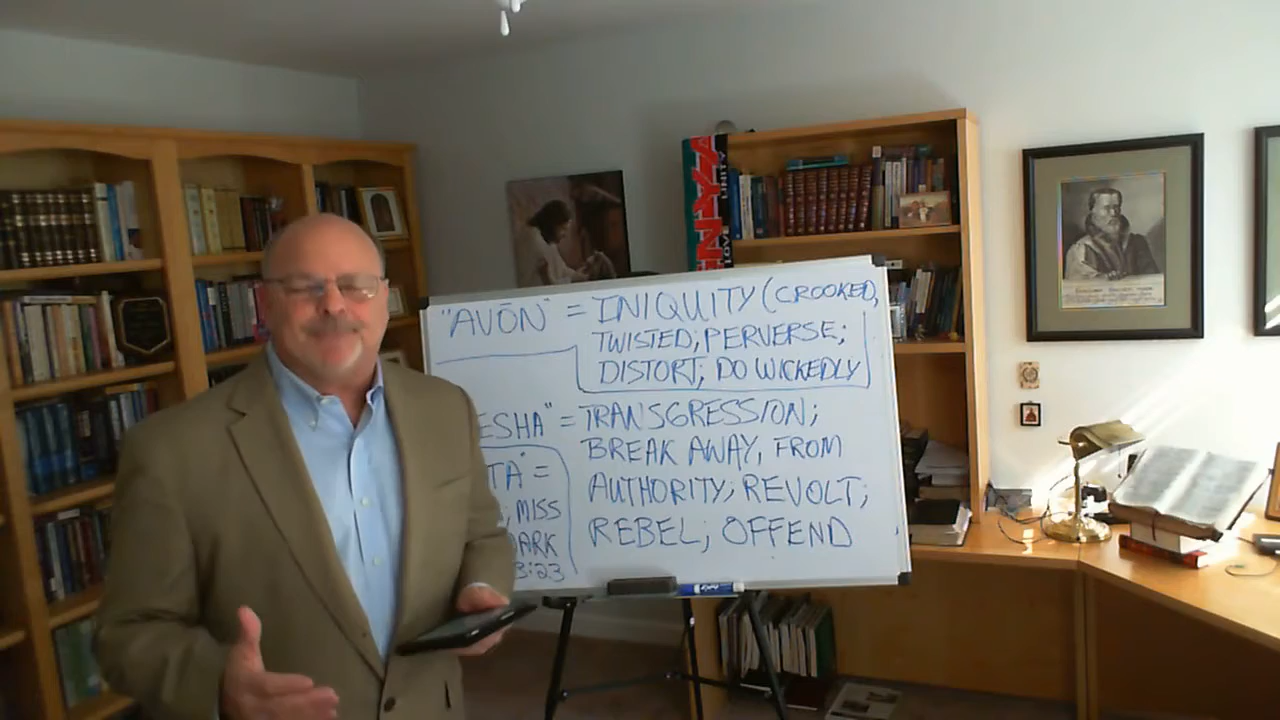 "AVŌN" = INIQUITY (CROOKED,
TWISTED; PERVERSE;
DISTORT; DO WICKEDLY
ESHA" = TRANSGRESSION;
BREAK AWAY, FROM
AUTHORITY; REVOLT;
REBEL; OFFEND
TA" =
, MISS
ARK
3:23